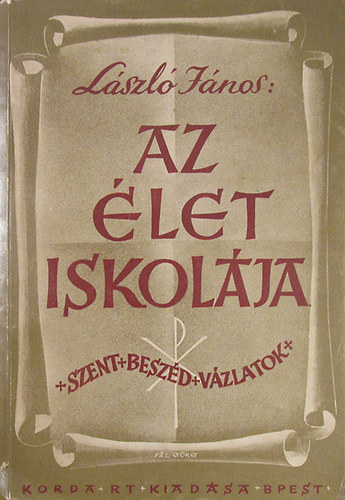 László János:
AZ
ÉLET
ISKOLÁJA
+SZENT+BESZÉD+VÁZLATOK+
KORDA+RT+KIADÁSA+BPEST+